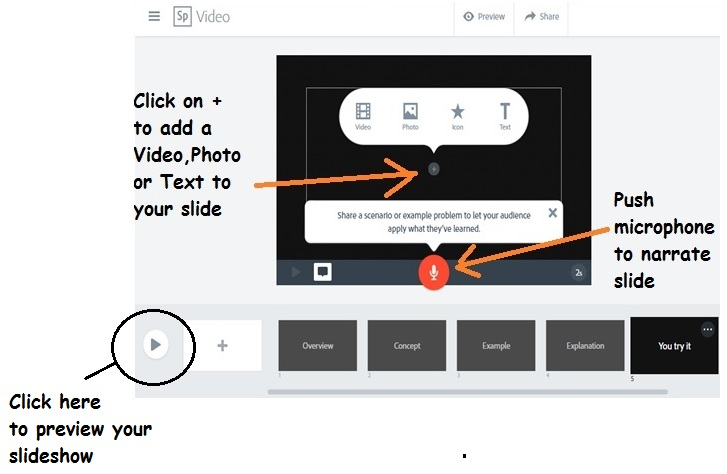 Sp Video
Preview
Share
Click on +
to add a
Video,Photo
or Text to
your slide
Video
Photo
Icon
Text
Share a scenario or example problem to let your audience
apply what they've learned.
Push
microphone
to narrate
slide
2s
Overview
Concept
Example
Explanation
You try it
1
2
3
4
5
Click here
to preview your
slideshow